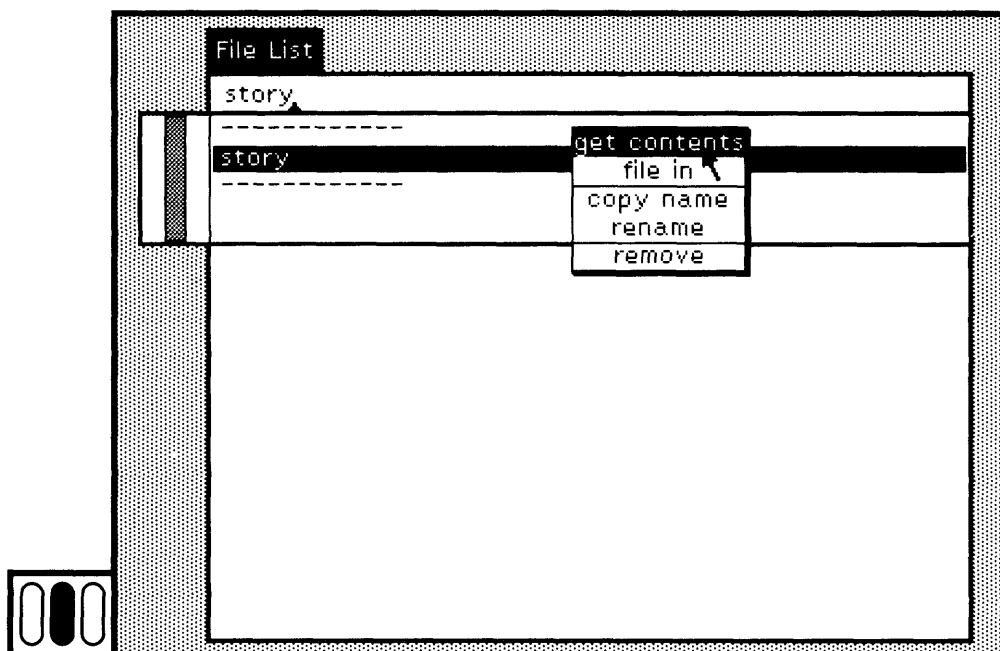 File List
story
-------------
story
-------------
get contents
file in
copy name
rename
remove